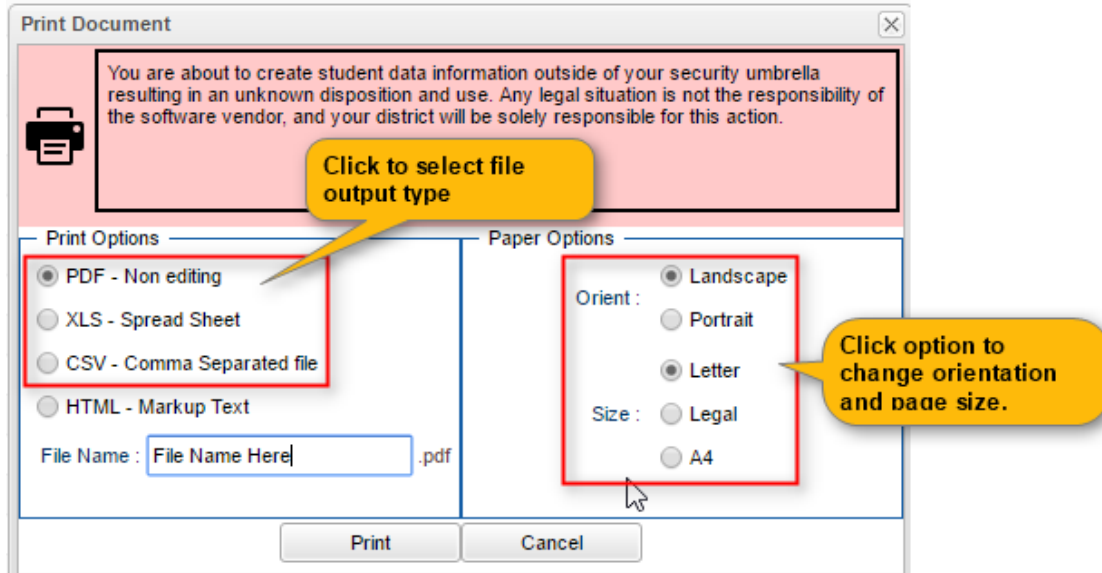 Print Document
You are about to create student data information outside of your security umbrella
resulting in an unknown disposition and use. Any legal situation is not the responsibility of
the software vendor, and your district will be solely responsible for this action.
Click to select file
output type
Print Options
PDF - Non editing
XLS - Spread Sheet
CSV - Comma Separated file
HTML - Markup Text
File Name : File Name Here .pdf
Paper Options
Orient :
Landscape
Portrait
Size :
Letter
Legal
A4
Click option to
change orientation
and page size.
Print
Cancel